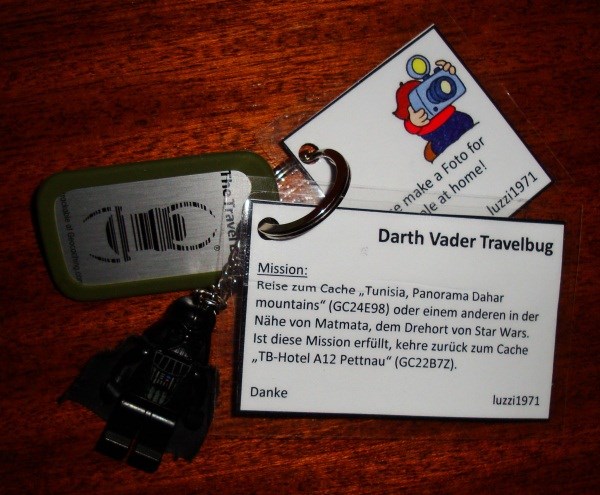 make a Foto for
at home!
luzzi1971
The Travel
®
Darth Vader Travelbug
Mission:
Reise zum Cache „Tunisia, Panorama Dahar
mountains“ (GC24E98) oder einem anderen in der
Nähe von Matmata, dem Drehort von Star Wars.
Ist diese Mission erfüllt, kehre zurück zum Cache
„TB-Hotel A12 Pettnau“ (GC22B7Z).
Danke
luzzi1971